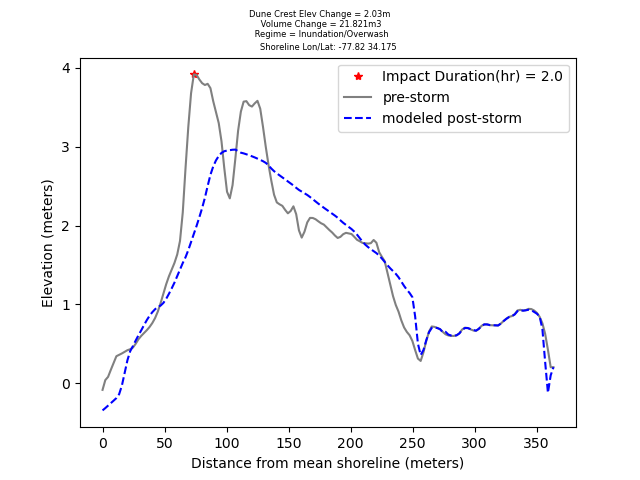 Dune Crest Elev Change = 2.03m
Volume Change = 21.821m3
Regime = Inundation/Overwash
Shoreline Lon/Lat: -77.82 34.175
Impact Duration(hr) = 2.0
pre-storm
modeled post-storm
Elevation (meters)
4
3
2
1
0
0 50 100 150 200 250 300 350
Distance from mean shoreline (meters)